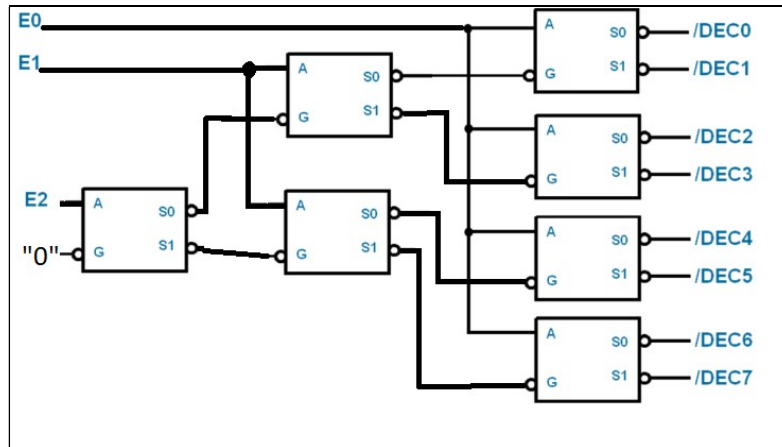 E0
E1
E2
"0"
A
G
S0
S1
A
G
S0
S1
A
G
S0
S1
A
G
S0
S1
/DEC0
/DEC1
A
G
S0
S1
/DEC2
/DEC3
A
G
S0
S1
/DEC4
/DEC5
A
G
S0
S1
/DEC6
/DEC7